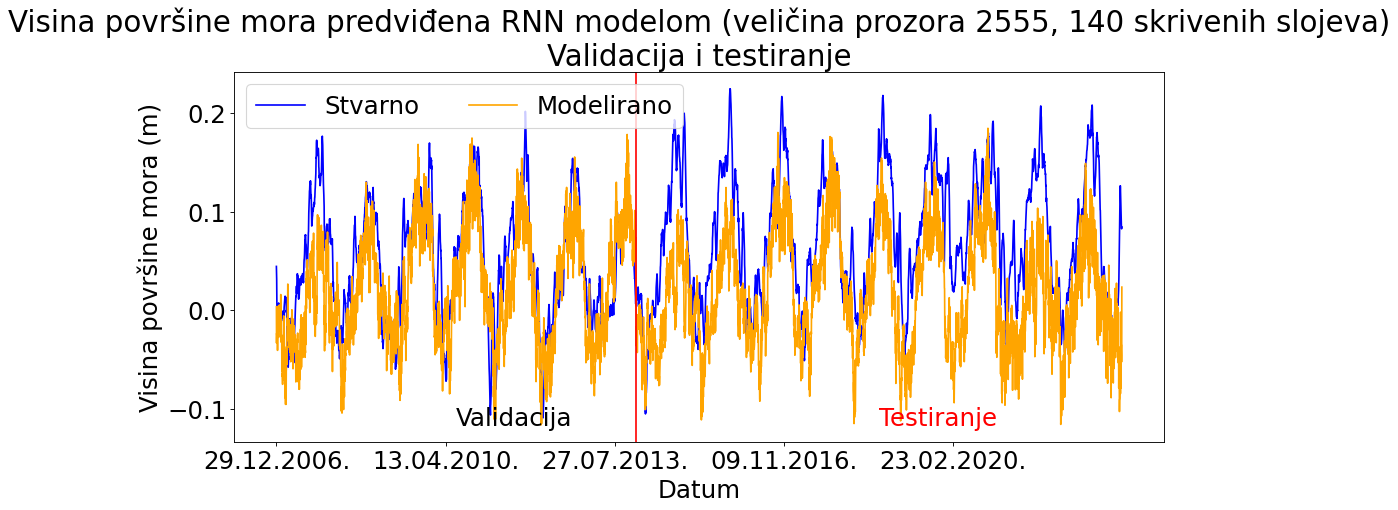 Visina površine mora predviđena RNN modelom (veličina prozora 2555, 140 skrivenih slojeva)
Validacija i testiranje
Stvarno Modelirano
Visina površine mora (m)
0.2
0.1
0.0
−0.1
Validacija Testiranje
29.12.2006. 13.04.2010. 27.07.2013. 09.11.2016. 23.02.2020.
Datum